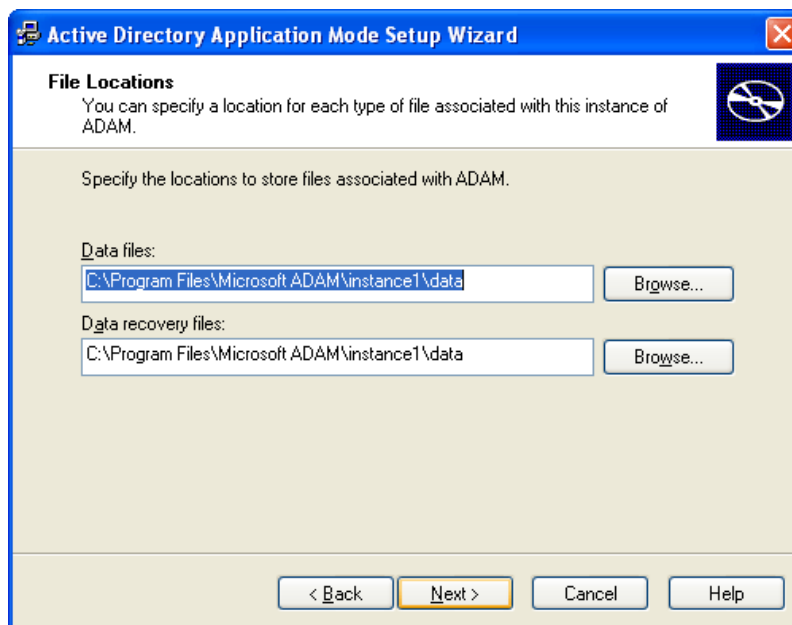 Active Directory Application Mode Setup Wizard
File Locations
You can specify a location for each type of file associated with this instance of
ADAM.
Specify the locations to store files associated with ADAM.
Data files:
C:\Program Files\Microsoft ADAM\instance1\data
Browse...
Data recovery files:
C:\Program Files\Microsoft ADAM\instance1\data
Browse...
< Back
Next >
Cancel
Help